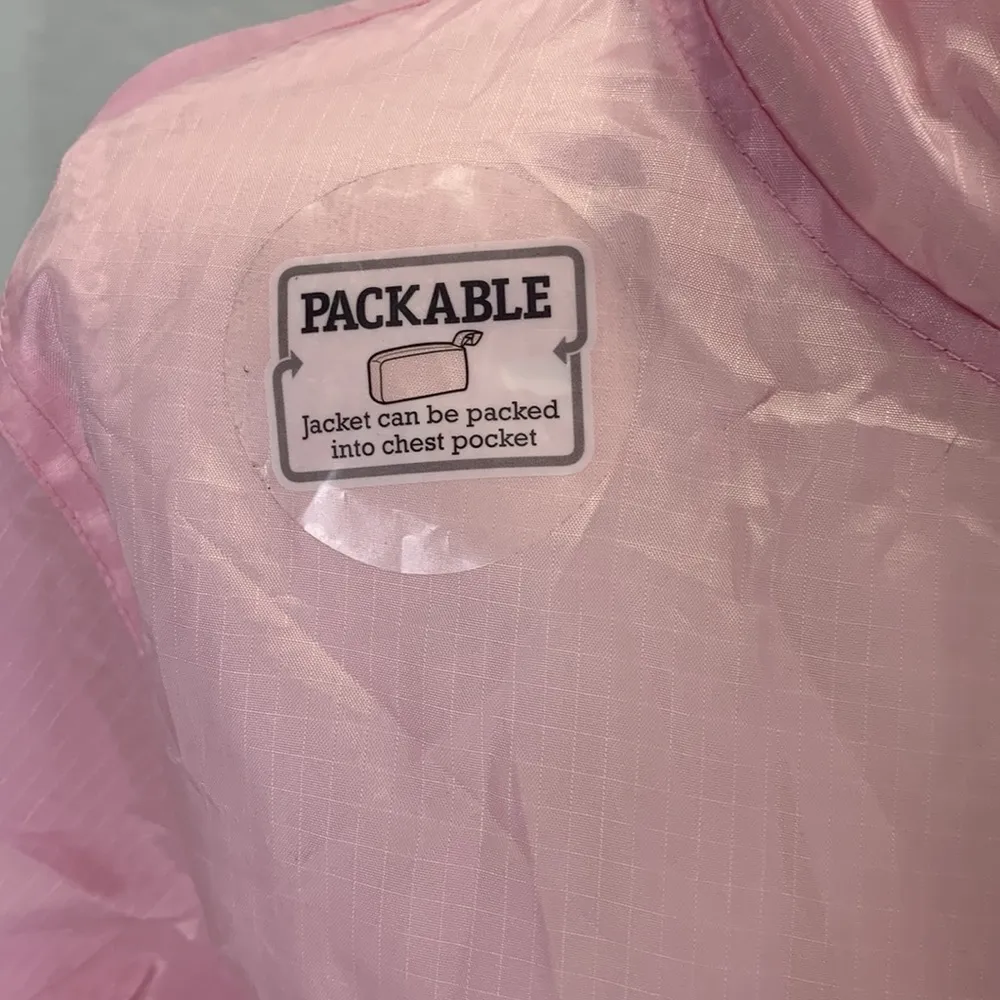 PACKABLE
Jacket can be packed
into chest pocket